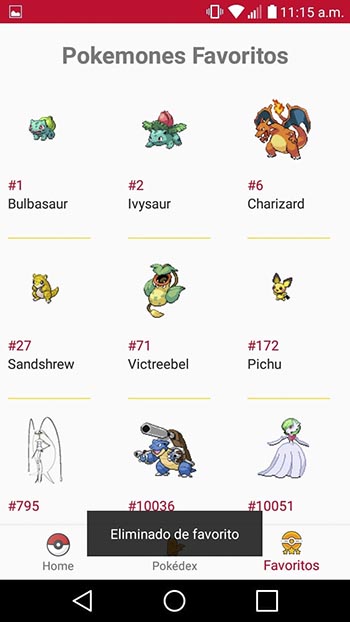 11:15 a.m.
Pokemones Favoritos
#1 #2 #6
Bulbasaur Ivysaur Charizard
#27 #71 #172
Sandshrew Victreebel Pichu
#795 #10036 #10051
Eliminado de favorito
Home Pokédex Favoritos